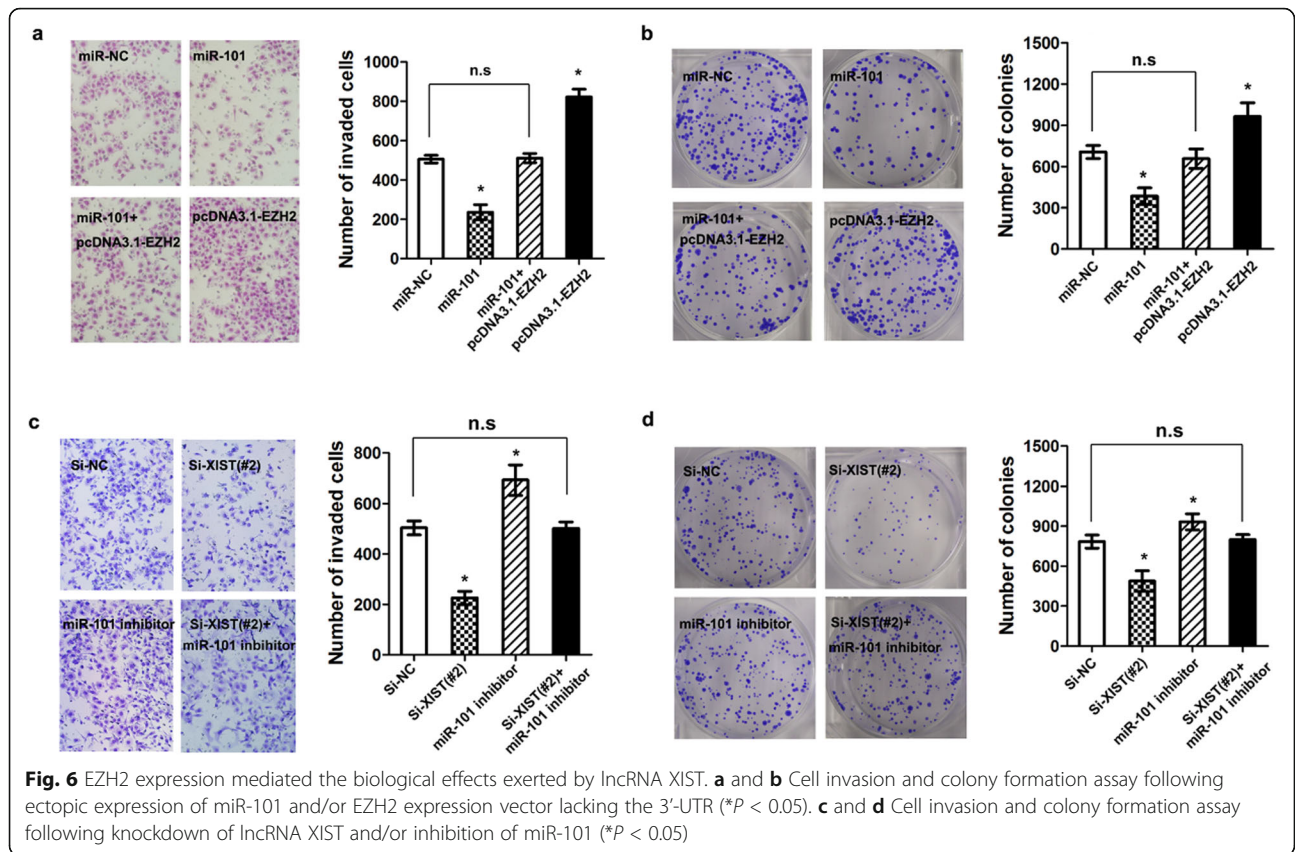 a
miR-NC
miR-101
miR-101+
pcDNA3.1-EZH2
pcDNA3.1-EZH2
Number of invaded cells
1000
800
600
400
200
0
n.s
*
*
miR-NC
miR-101
miR-101+
pcDNA3.1-EZH2
pcDNA3.1-EZH2
b
miR-NC
miR-101
miR-101+
pcDNA3.1-EZH2
pcDNA3.1-EZH2
Number of colonies
1500
1200
900
600
300
0
n.s
*
*
miR-NC
miR-101
miR-101+
pcDNA3.1-EZH2
pcDNA3.1-EZH2
c
Si-NC
Si-XIST(#2)
miR-101 inhibitor
Si-XIST(#2)+
miR-101 inbibitor
Number of invaded cells
800
600
400
200
0
n.s
*
*
Si-NC
Si-XIST(#2)
miR-101 inhibitor
Si-XIST(#2)+
miR-101 inhibitor
d
Si-NC
Si-XIST(#2)
miR-101 inhibitor
Si-XIST(#2)+
miR-101 inhibitor
Number of colonies
1500
1200
900
600
300
0
n.s
*
*
Si-NC
Si-XIST(#2)
miR-101 inhibitor
Si-XIST(#2)+
miR-101 inhibitor
Fig. 6 EZH2 expression mediated the biological effects exerted by lncRNA XIST. a and b Cell invasion and colony formation assay following
ectopic expression of miR-101 and/or EZH2 expression vector lacking the 3’-UTR (*P < 0.05). c and d Cell invasion and colony formation assay
following knockdown of lncRNA XIST and/or inhibition of miR-101 (*P < 0.05)